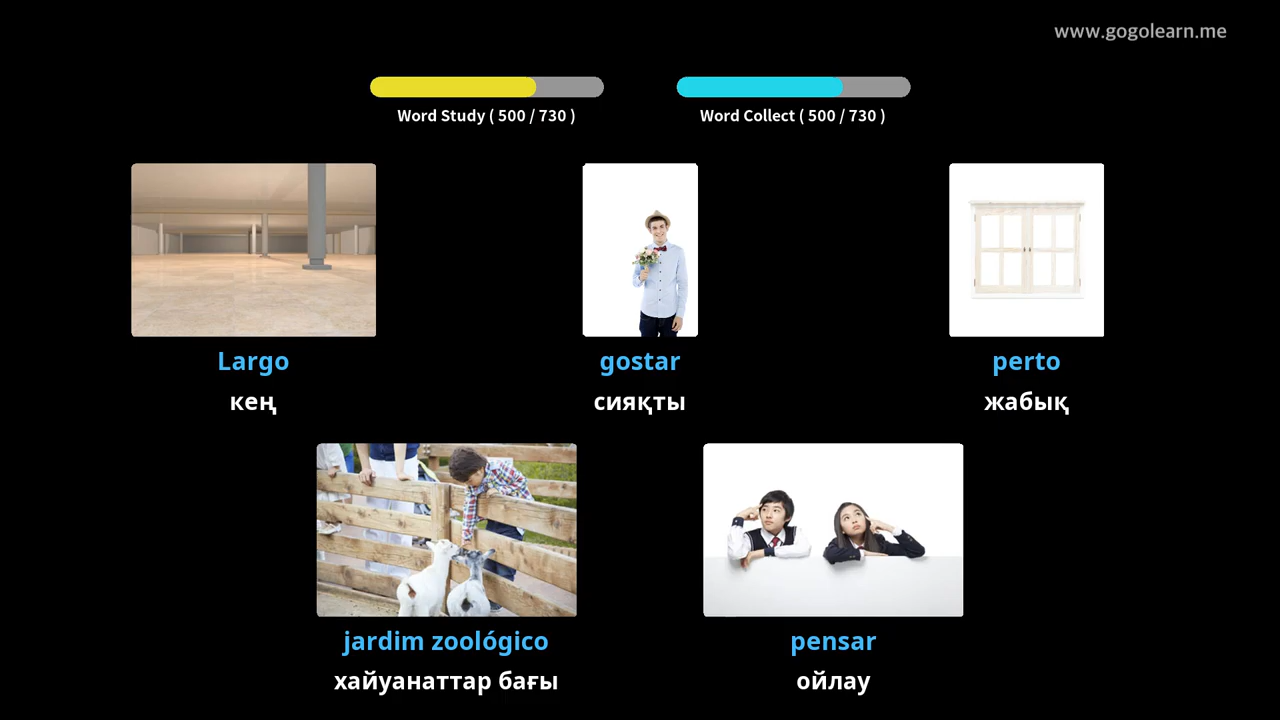 www.gogolearn.me
Word Study ( 500 / 730 )
Word Collect ( 500 / 730 )
Largo
gostar
perto
кең
сияқты
жабық
jardim zoológico
pensar
хайуанаттар бағы
ойлау